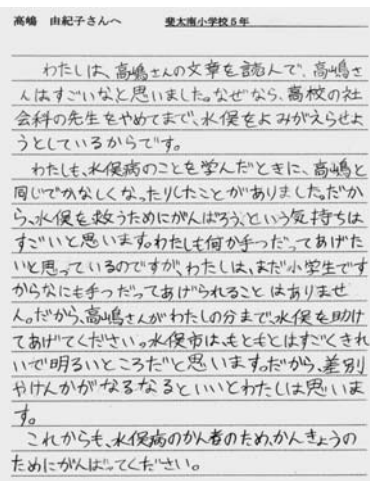 高嶋　由紀子さんへ　斐太南小学校５年
わたしは、高嶋さんの文章を読んで、高嶋さ
んはすごいなと思いました。なぜなら、高校の社
会科の先生をやめてまで、水俣をよみがえらせよ
うとしているからです。
わたしも、水俣病のことを学んだときに、高嶋と
同じでかなしくなったりしたことがありました。だか
ら、水俣を救うためにがんばろう、という気持ちは
すごいと思います。わたしも何か手つだってあげた
いと思っているのですが、わたしは、まだ小学生です
からなにも手つだってあげられることはありませ
ん。だから、高嶋さんがわたしの分まで、水俣を助け
てあげてください。水俣市は、もともとはすごくきれ
いで明るいところだと思います。だから、差別
やけんかがなるなるといいとわたしは思いま
す。
これからも、水俣病のかん者のため、かんきょうの
ためにがんばってください。